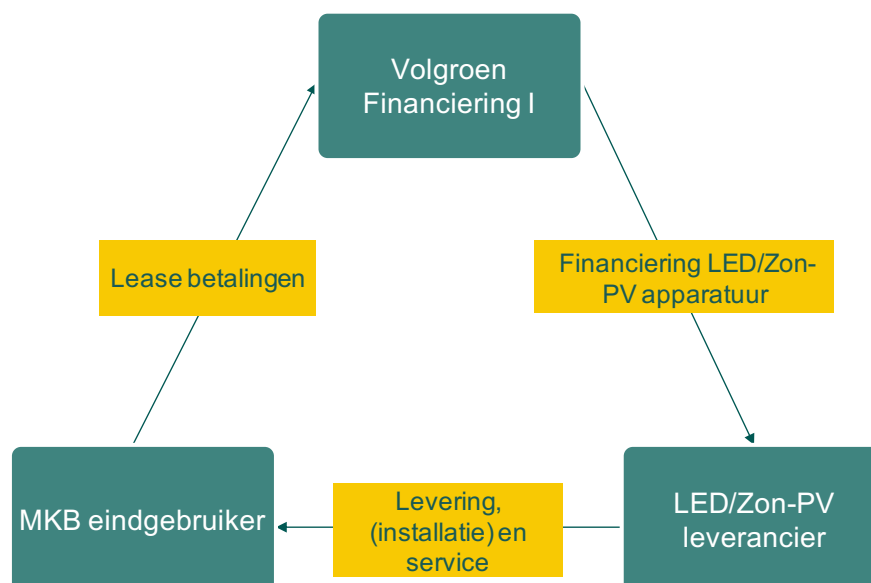 Volgroen
Financiering I
Lease betalingen
Financiering LED/Zon-
PV apparatuur
MKB eindgebruiker
Levering,
(installatie) en
service
LED/Zon-PV
leverancier